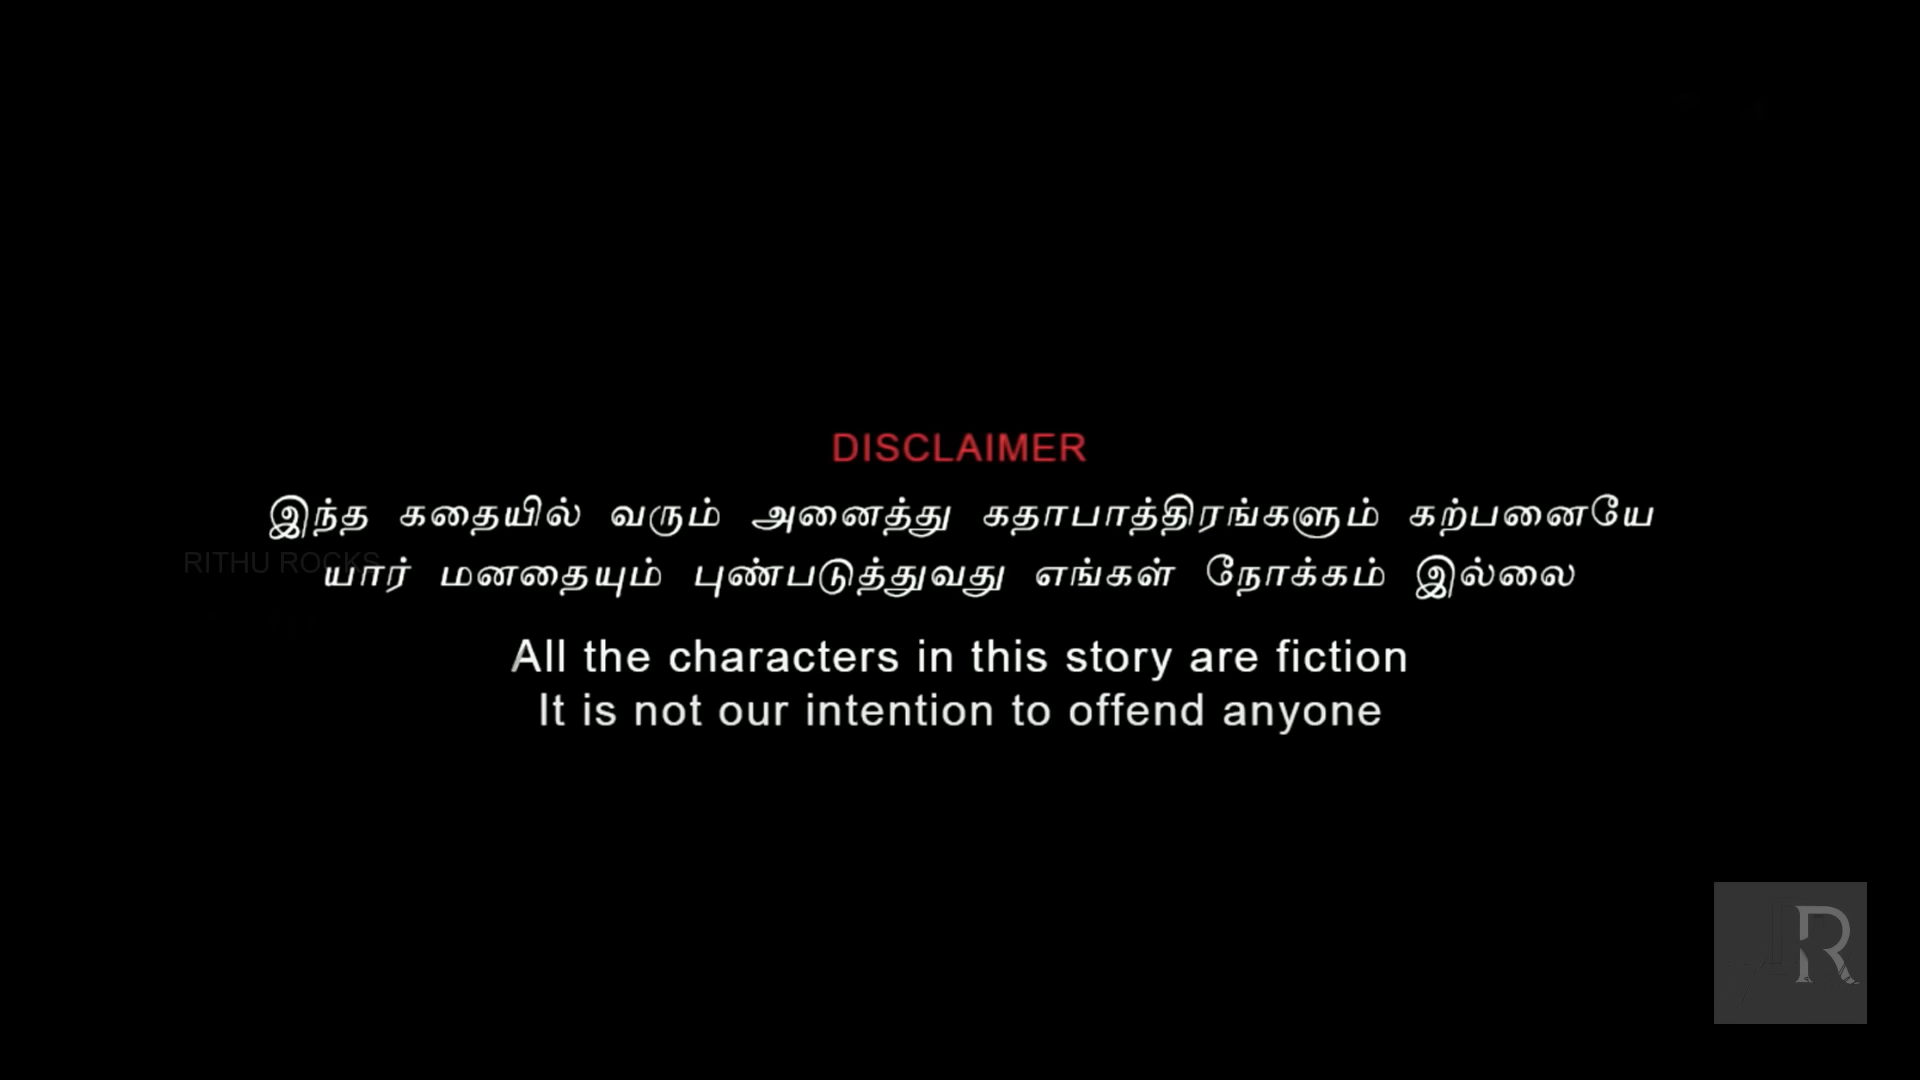 DISCLAIMER
இந்த கதையில் வரும் அனைத்து கதாபாத்திரங்களும் கற்பனையே
RITHU ROCKS
யார் மனதையும் புண்படுத்துவது எங்கள் நோக்கம் இல்லை
All the characters in this story are fiction
It is not our intention to offend anyone
R